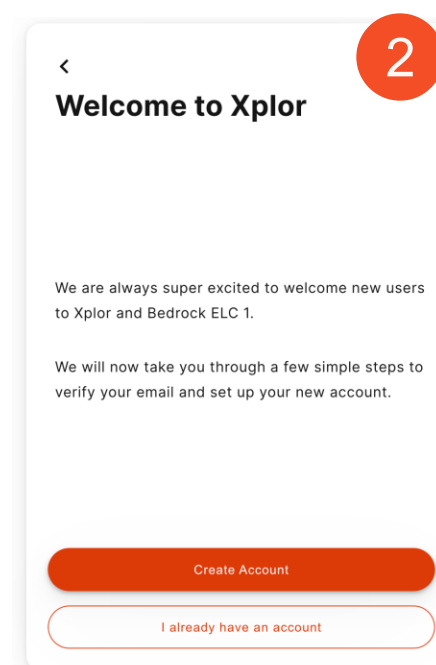 2
Welcome to Xplor
We are always super excited to welcome new users
to Xplor and Bedrock ELC 1.
We will now take you through a few simple steps to
verify your email and set up your new account.
Create Account
I already have an account